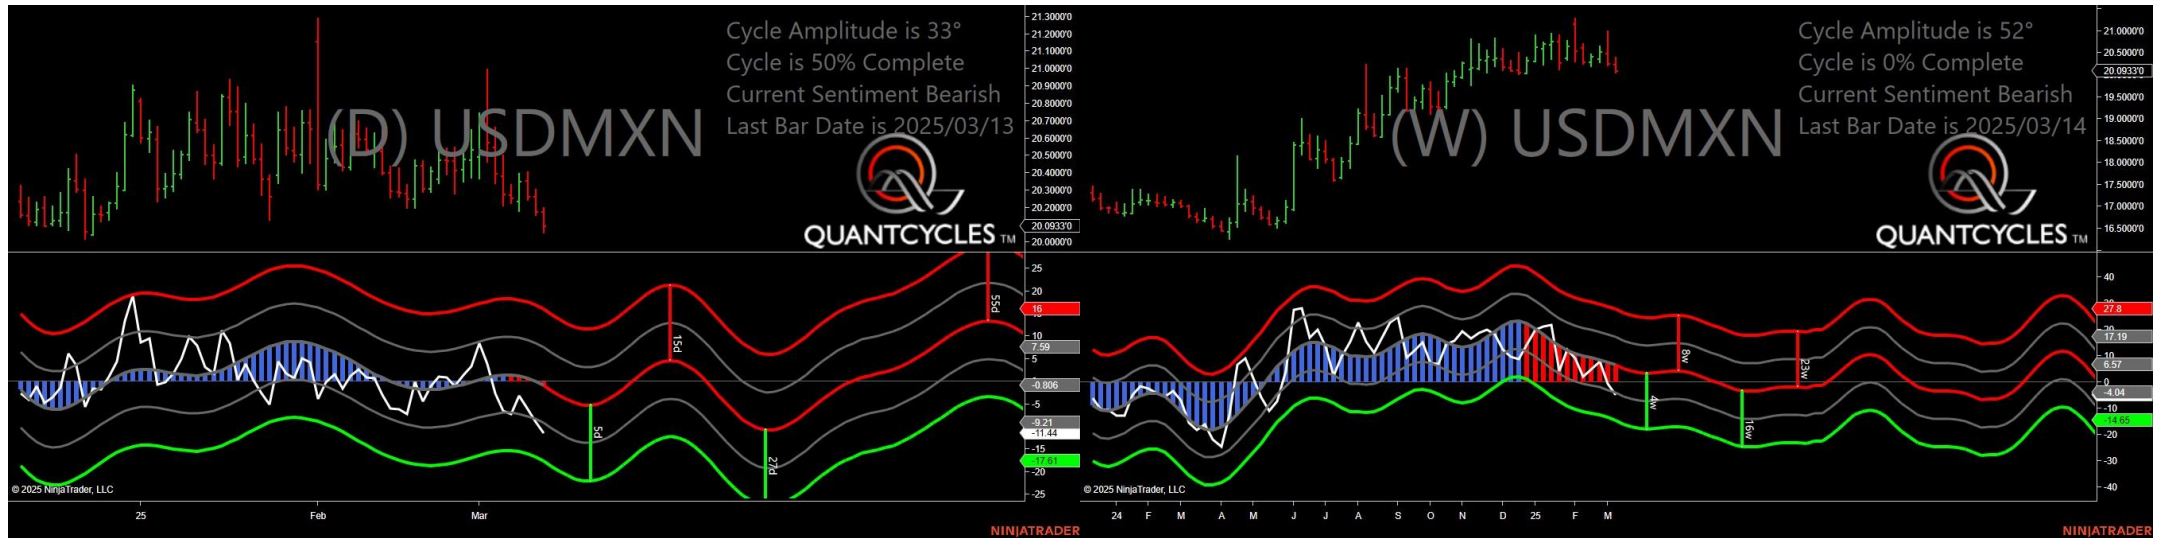 Cycle Amplitude is 33°
Cycle is 50% Complete
Current Sentiment Bearish
Last Bar Date is 2025/03/13
(D) USDMXN
QUANTCYCLES TM
21.3000'0
21.2000'0
21.1000'0
21.0000'0
20.9000'0
20.8000'0
20.7000'0
20.6000'0
20.5000'0
20.4000'0
20.3000'0
20.2000'0
20.0933'0
20.0000'0
25
20
16
10
7.59
5
-0.806
-5
-9.21
-11.44
-15
-17.61
-20
-25
15d
55d
5d
27d
© 2025 NinjaTrader, LLC
25
Feb
Mar
NINJATRADER
Cycle Amplitude is 52°
Cycle is 0% Complete
Current Sentiment Bearish
Last Bar Date is 2025/03/14
(W) USDMXN
QUANTCYCLES TM
21.0000'0
20.5000'0
20.0933'0
19.5000'0
19.0000'0
18.5000'0
18.0000'0
17.5000'0
17.0000'0
16.5000'0
40
27.8
17.19
10
6.57
0
-4.04
-10
-14.65
-20
-30
-40
8w
23w
4w
16w
© 2025 NinjaTrader, LLC
24
F
M
A
M
J
J
A
S
O
N
D
25
F
M
NINJATRADER